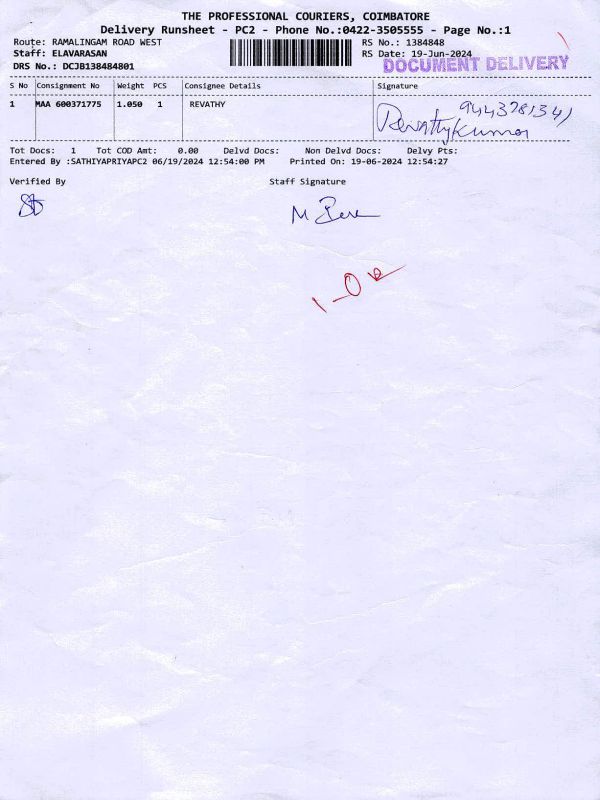 THE PROFESSIONAL COURIERS, COIMBATORE
Delivery Runsheet - PC2 - Phone No.:0422-3505555 - Page No.:1
Route: RAMALINGAM ROAD WEST RS No.: 1384848
Staff: ELAVARASAN RS Date: 19-Jun-2024
DOCUMENT DELIVERY
DRS No.: DCJB138484801
S No Consignment No Weight PCS Consignee Details Signature
1 MAA 600371775 1.050 1 REVATHY
9443781341
Revathykumar
Tot Docs: 1 Tot COD Amt: 0.00 Delvd Docs: Non Delvd Docs: Delvy Pts:
Entered By :SATHIYAPRIYAPC2 06/19/2024 12:54:00 PM Printed On: 19-06-2024 12:54:27
Verified By Staff Signature